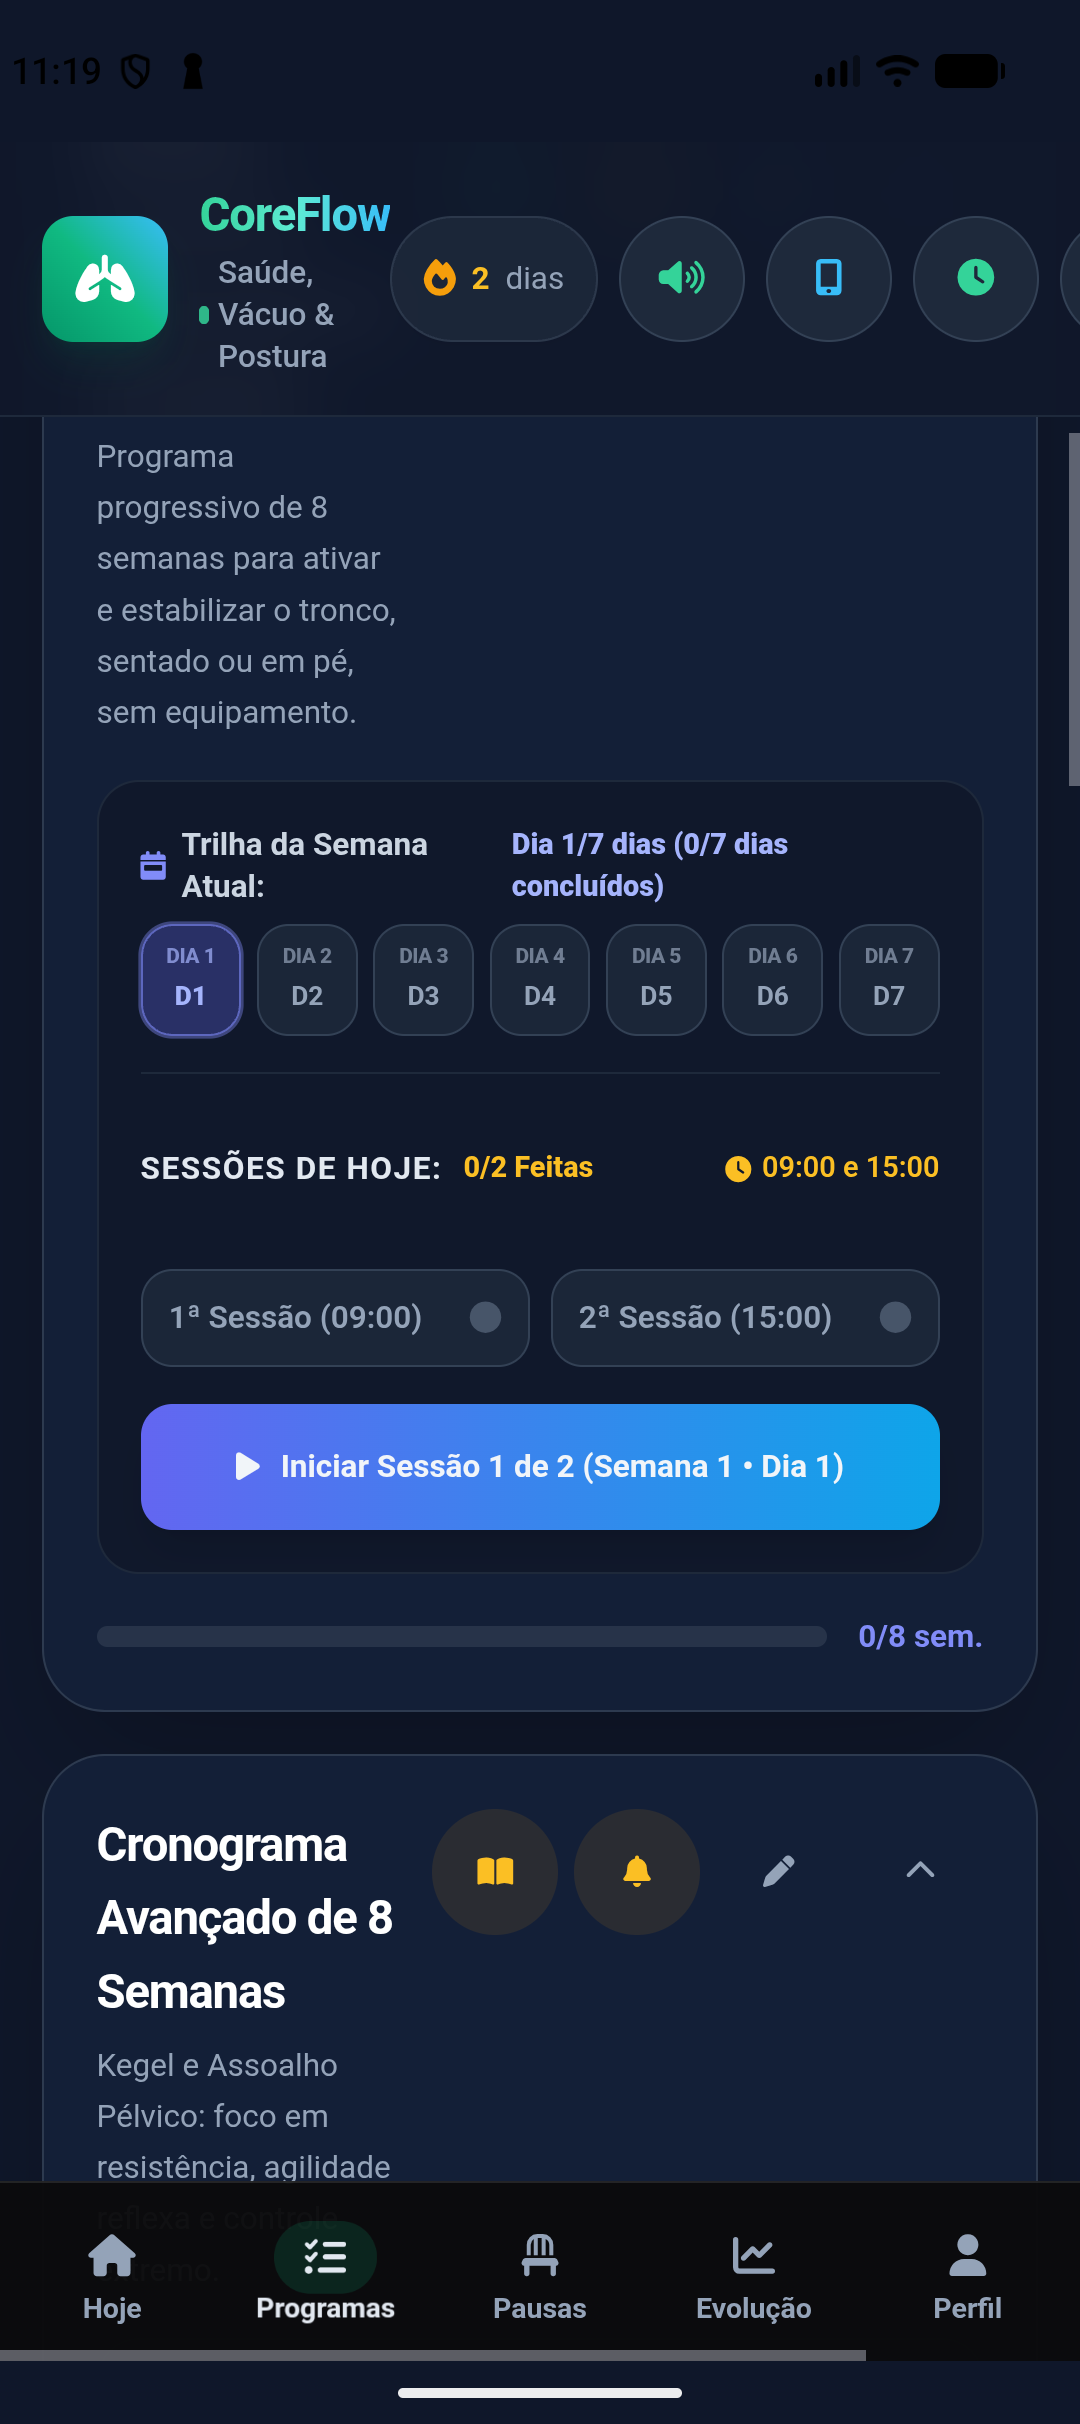 11:19
CoreFlow
Saúde,
Vácuo &
Postura
2 dias
Programa
progressivo de 8
semanas para ativar
e estabilizar o tronco,
sentado ou em pé,
sem equipamento.
Trilha da Semana
Atual:
Dia 1/7 dias (0/7 dias
concluídos)
DIA 1
D1
DIA 2
D2
DIA 3
D3
DIA 4
D4
DIA 5
D5
DIA 6
D6
DIA 7
D7
SESSÕES DE HOJE: 0/2 Feitas
09:00 e 15:00
1ª Sessão (09:00)
2ª Sessão (15:00)
Iniciar Sessão 1 de 2 (Semana 1 • Dia 1)
0/8 sem.
Cronograma
Avançado de 8
Semanas
Kegel e Assoalho
Pélvico: foco em
resistência, agilidade
reflexa e controle
Hoje
Programas
Pausas
Evolução
Perfil